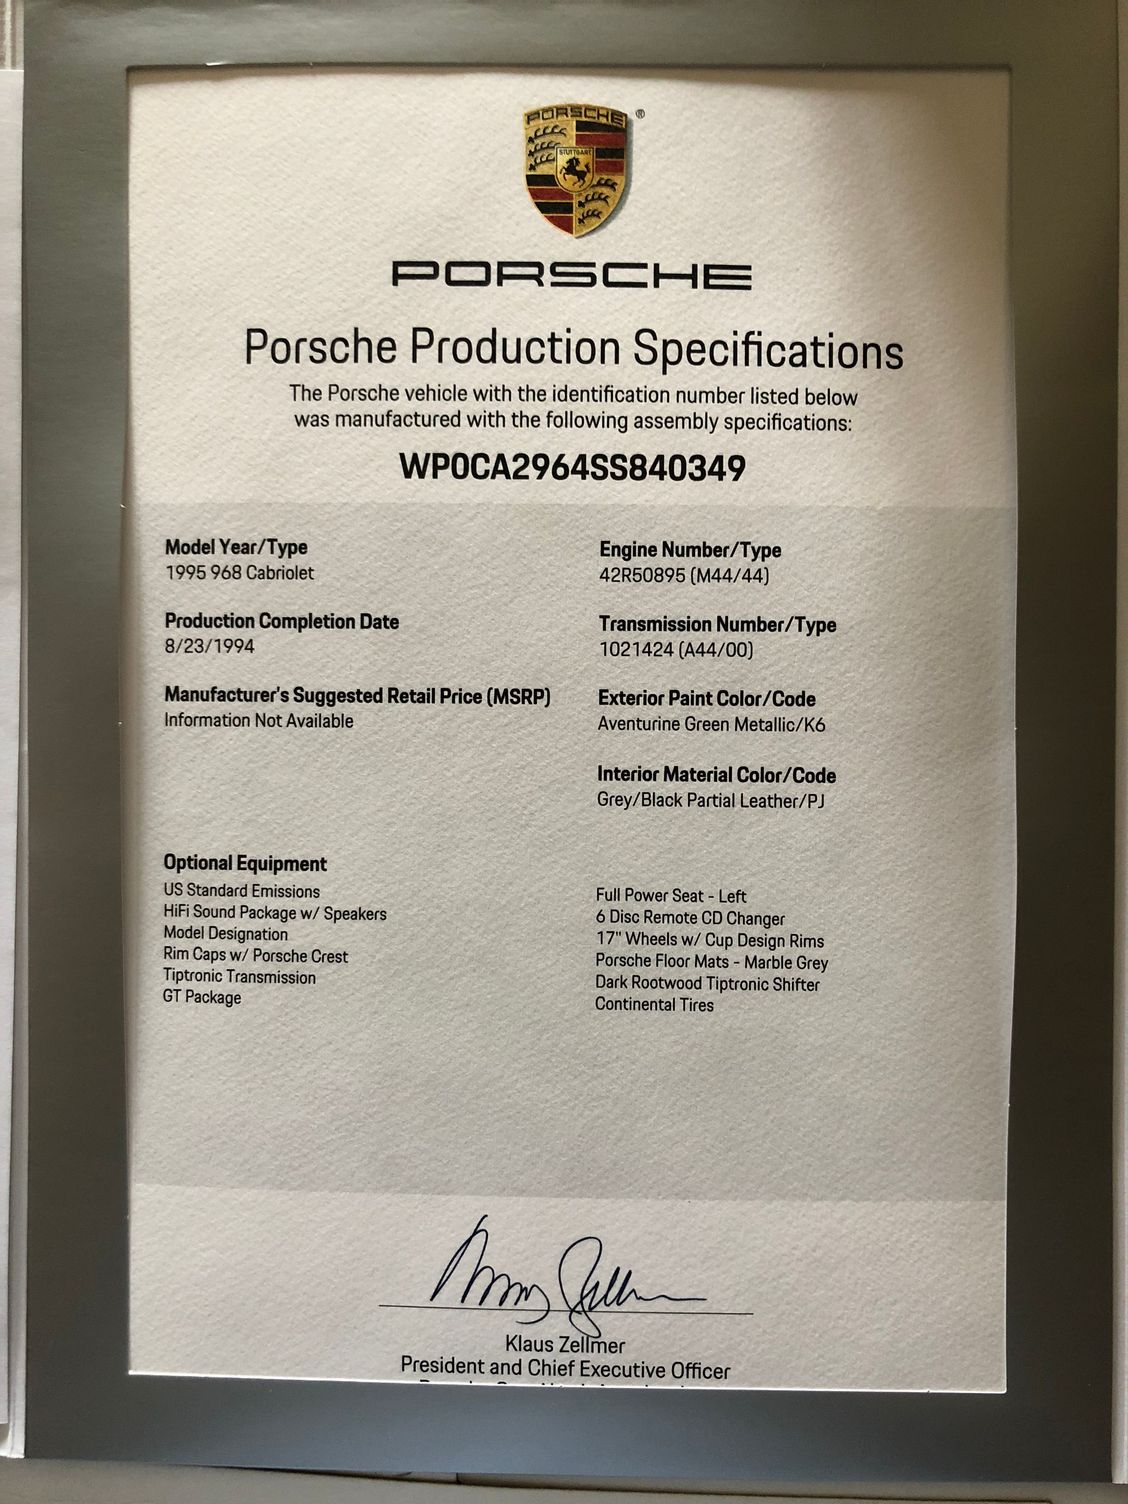 PORSCHE
®
STUTTGART
PORSCHE
Porsche Production Specifications
The Porsche vehicle with the identification number listed below
was manufactured with the following assembly specifications:
WP0CA2964SS840349
Model Year/Type
1995 968 Cabriolet
Production Completion Date
8/23/1994
Manufacturer's Suggested Retail Price (MSRP)
Information Not Available
Engine Number/Type
42R50895 (M44/44)
Transmission Number/Type
1021424 (A44/00)
Exterior Paint Color/Code
Aventurine Green Metallic/K6
Interior Material Color/Code
Grey/Black Partial Leather/PJ
Optional Equipment
US Standard Emissions
HiFi Sound Package w/ Speakers
Model Designation
Rim Caps w/ Porsche Crest
Tiptronic Transmission
GT Package
Full Power Seat - Left
6 Disc Remote CD Changer
17" Wheels w/ Cup Design Rims
Porsche Floor Mats - Marble Grey
Dark Rootwood Tiptronic Shifter
Continental Tires
Klaus Zellmer
President and Chief Executive Officer